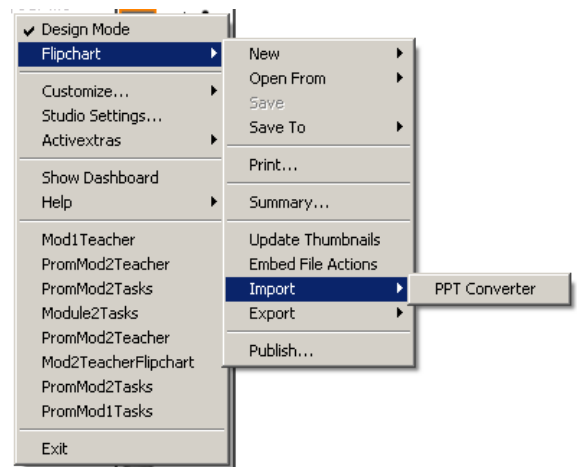 Design Mode
Flipchart
Customize...
Studio Settings...
Activextras
Show Dashboard
Help
Mod1Teacher
PromMod2Teacher
PromMod2Tasks
Module2Tasks
PromMod2Teacher
Mod2TeacherFlipchart
PromMod2Tasks
PromMod1Tasks
Exit
New
Open From
Save
Save To
Print...
Summary...
Update Thumbnails
Embed File Actions
Import
Export
Publish...
PPT Converter